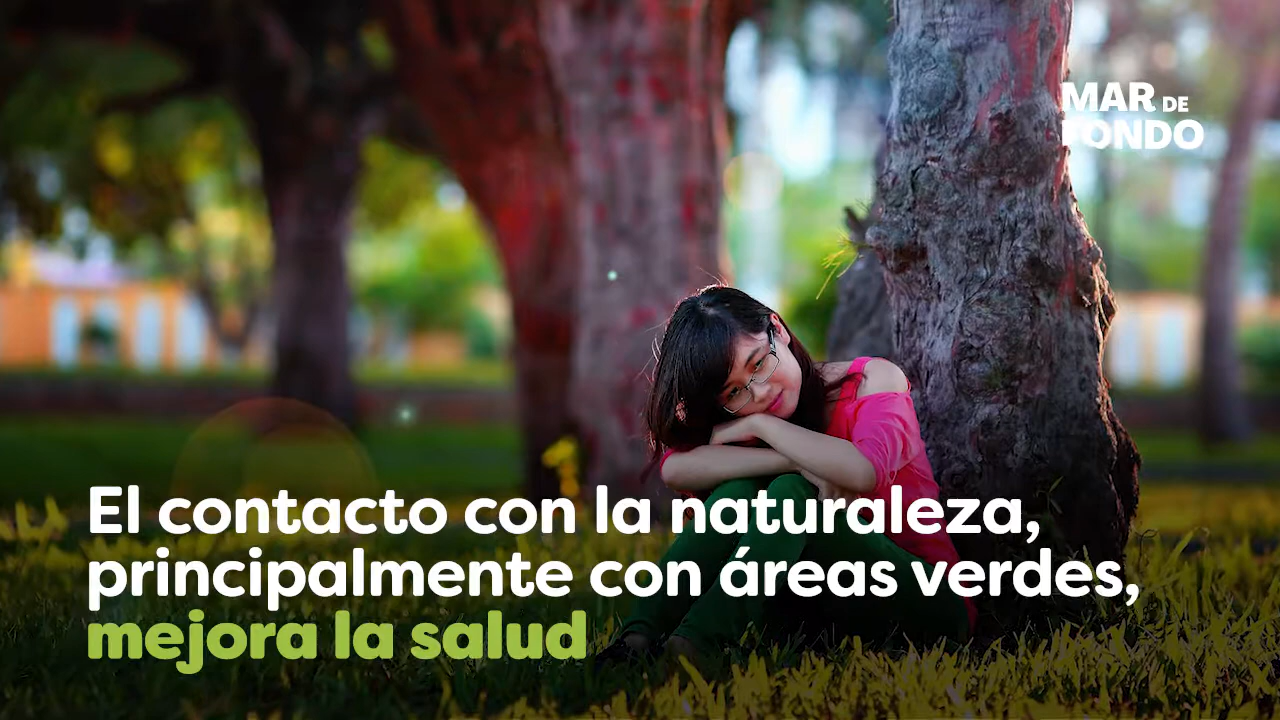 MAR DE
FONDO
El contacto con la naturaleza,
principalmente con áreas verdes,
mejora la salud